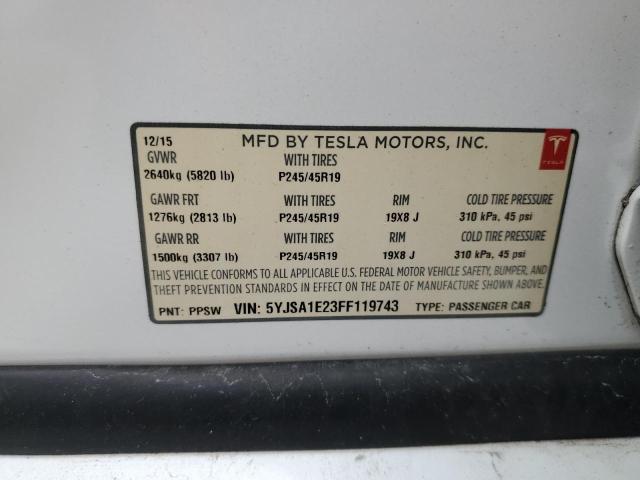 12/15 MFD BY TESLA MOTORS, INC.
GVWR WITH TIRES
2640kg (5820 lb) P245/45R19
TESLA
GAWR FRT WITH TIRES RIM COLD TIRE PRESSURE
1276kg (2813 lb) P245/45R19 19X8 J 310 kPa, 45 psi
GAWR RR WITH TIRES RIM COLD TIRE PRESSURE
1500kg (3307 lb) P245/45R19 19X8 J 310 kPa, 45 psi
THIS VEHICLE CONFORMS TO ALL APPLICABLE U.S. FEDERAL MOTOR VEHICLE SAFETY, BUMPER, AND
THEFT PREVENTION STANDARDS IN EFFECT ON THE DATE OF MANUFACTURE SHOWN ABOVE.
PNT: PPSW VIN: 5YJSA1E23FF119743 TYPE: PASSENGER CAR